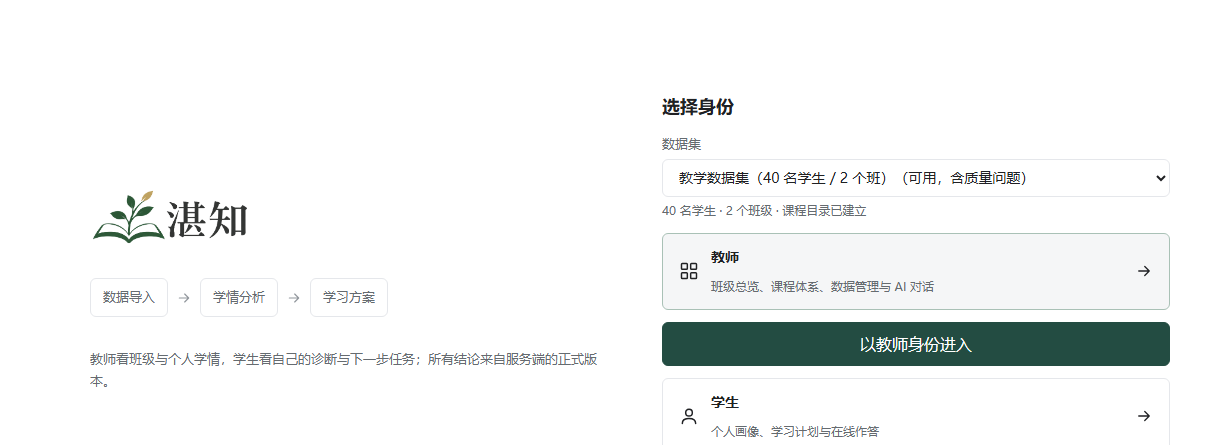 湛知
数据导入 → 学情分析 → 学习方案
教师看班级与个人学情，学生看自己的诊断与下一步任务；所有结论来自服务端的正式版
本。
选择身份
数据集
教学数据集（40 名学生 / 2 个班）（可用，含质量问题）
40 名学生 · 2 个班级 · 课程目录已建立
教师
班级总览、课程体系、数据管理与 AI 对话
以教师身份进入
学生
个人画像、学习计划与在线作答